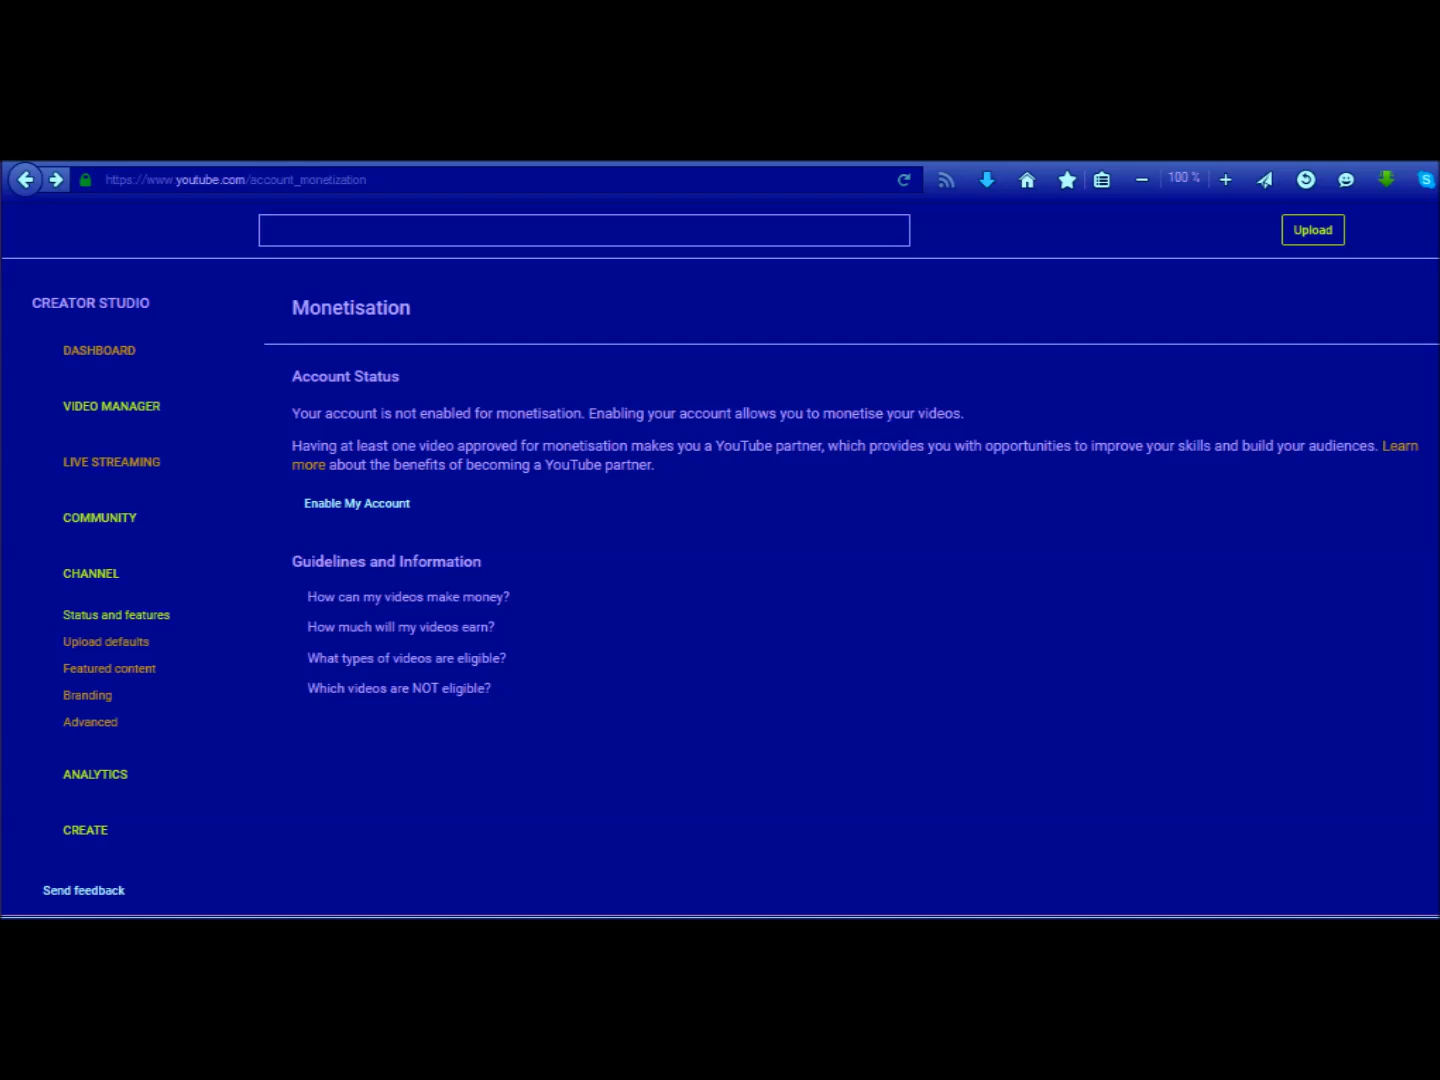 https://www.youtube.com/account_monetization
100 %
Upload
CREATOR STUDIO
DASHBOARD
VIDEO MANAGER
LIVE STREAMING
COMMUNITY
CHANNEL
Status and features
Upload defaults
Featured content
Branding
Advanced
ANALYTICS
CREATE
Send feedback
Monetisation
Account Status
Your account is not enabled for monetisation. Enabling your account allows you to monetise your videos.
Having at least one video approved for monetisation makes you a YouTube partner, which provides you with opportunities to improve your skills and build your audiences. Learn
more about the benefits of becoming a YouTube partner.
Enable My Account
Guidelines and Information
How can my videos make money?
How much will my videos earn?
What types of videos are eligible?
Which videos are NOT eligible?